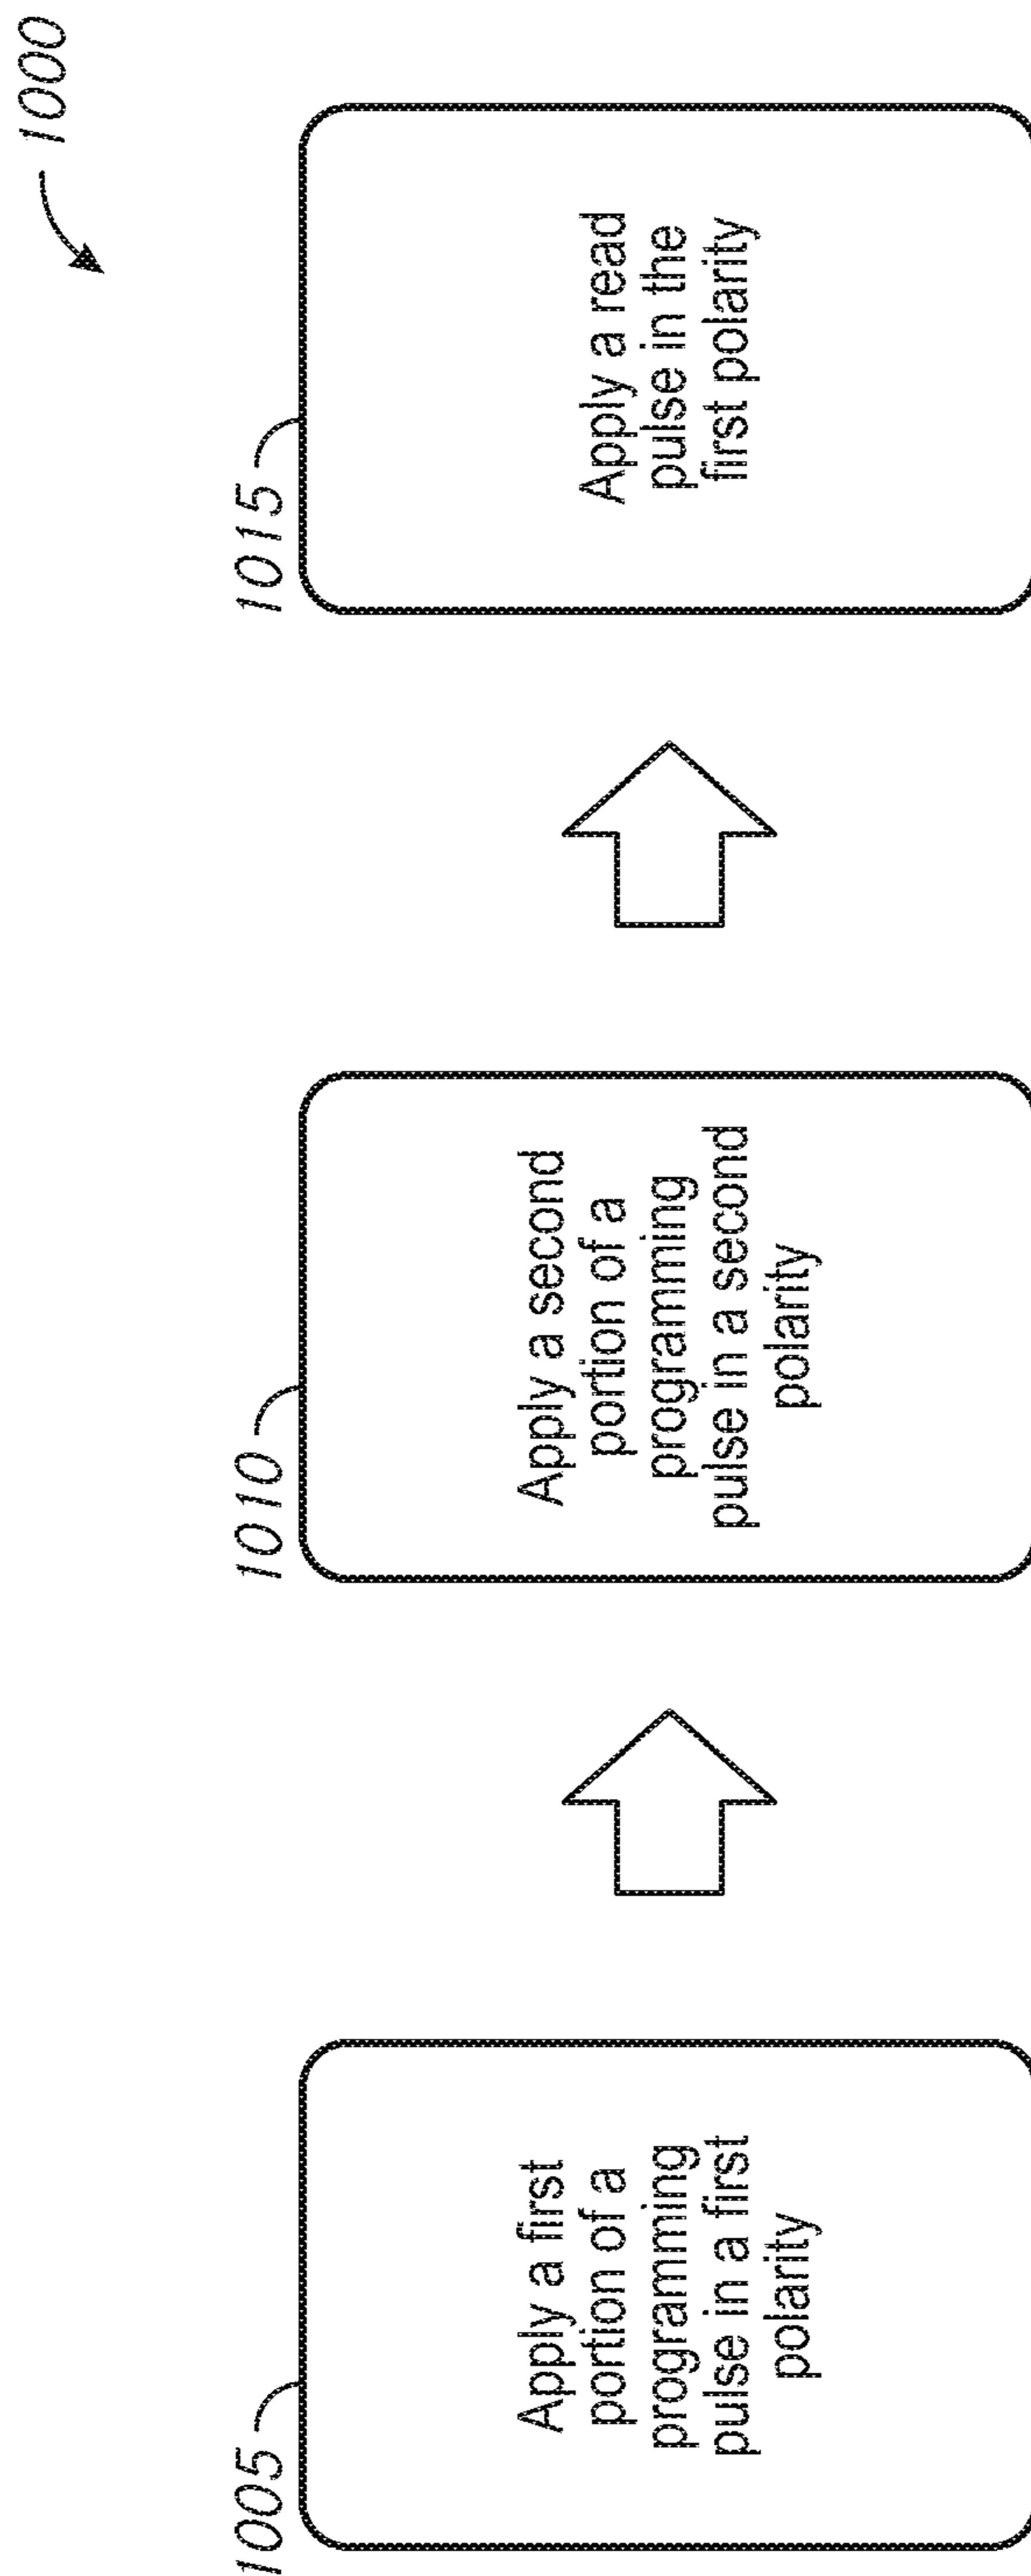 1000
1005
Apply a first
portion of a
programming
pulse in a first
polarity
1010
Apply a second
portion of a
programming
pulse in a second
polarity
1015
Apply a read
pulse in the
first polarity